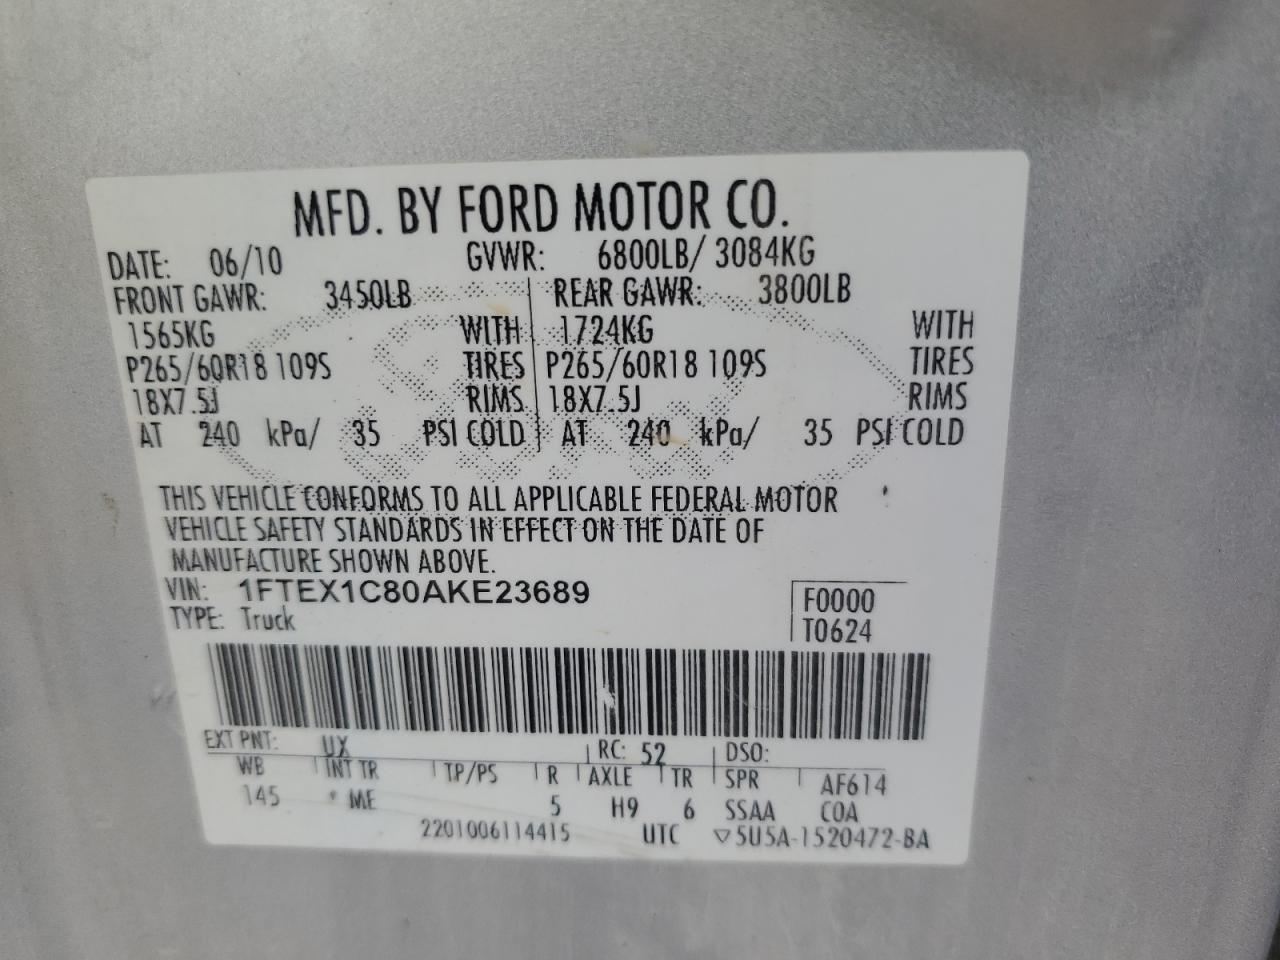 MFD. BY FORD MOTOR CO.
DATE: 06/10 GVWR: 6800LB/ 3084KG
FRONT GAWR: 3450LB REAR GAWR: 3800LB
1565KG WITH 1724KG WITH
P265/60R18 109S TIRES P265/60R18 109S TIRES
18X7.5J RIMS 18X7.5J RIMS
AT 240 kPa/ 35 PSI COLD AT 240 kPa/ 35 PSI COLD
THIS VEHICLE CONFORMS TO ALL APPLICABLE FEDERAL MOTOR
VEHICLE SAFETY STANDARDS IN EFFECT ON THE DATE OF
MANUFACTURE SHOWN ABOVE.
VIN: 1FTEX1C80AKE23689 F0000
TYPE: Truck T0624
EXT PNT: UX RC: 52 DSO:
WB INT TR TP/PS R AXLE TR SPR AF614
145 * ME 5 H9 6 SSAA COA
2201006114415 UTC ▽5U5A-1520472-BA